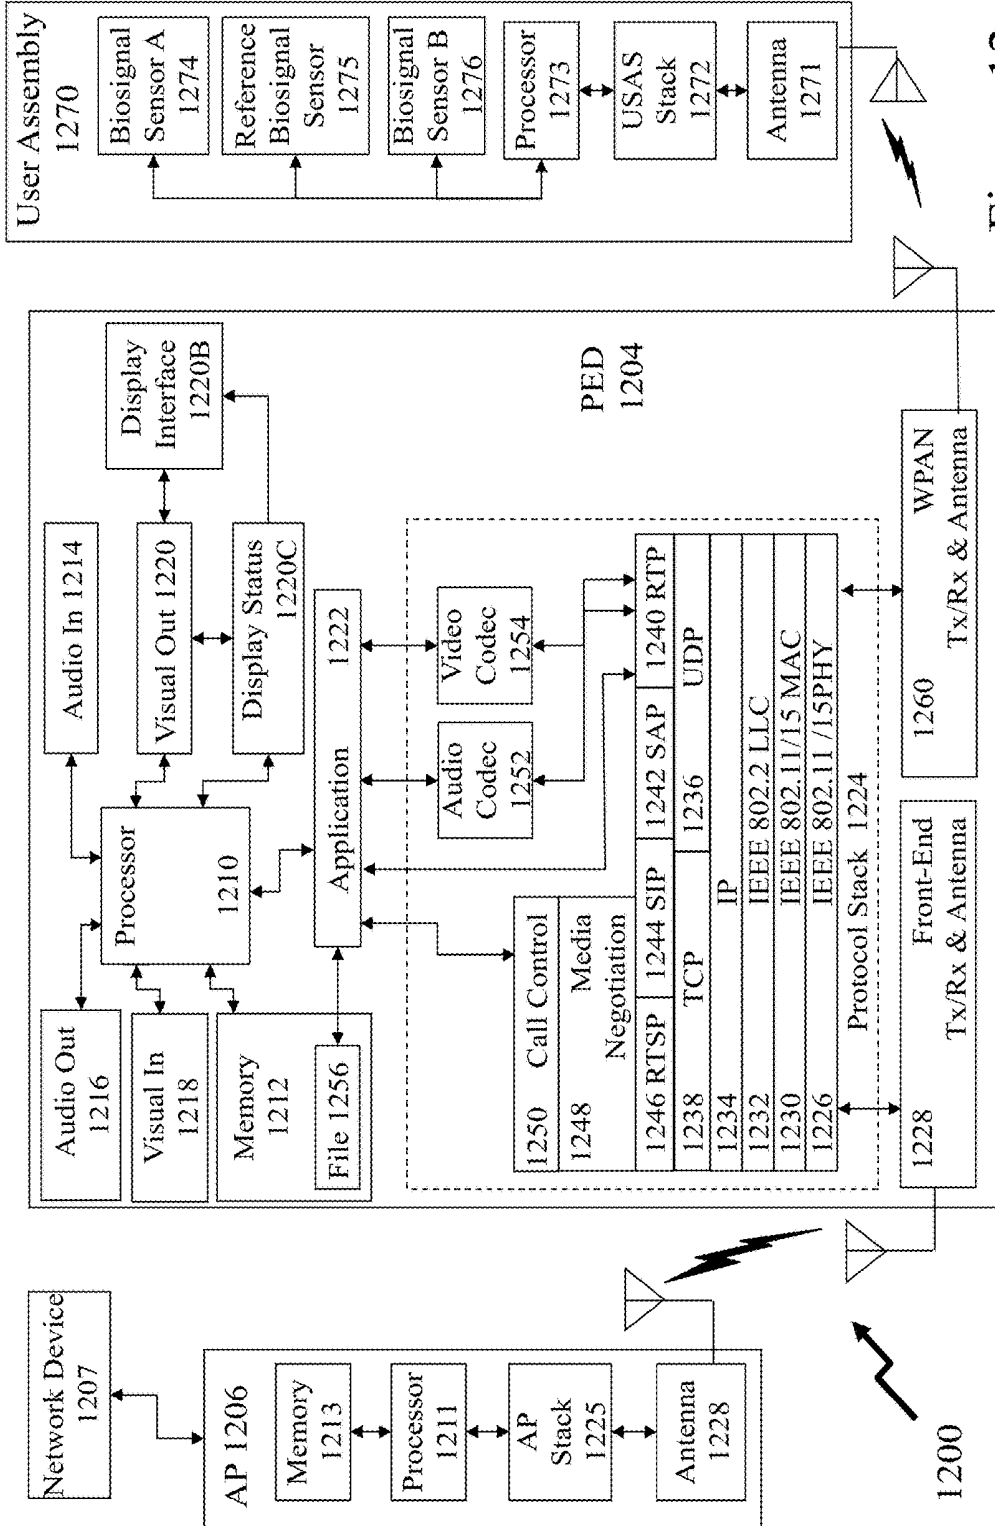 Network Device
1207
AP 1206
Memory
1213
Processor
1211
AP
Stack
1225
Antenna
1228
1200
Audio Out
1216
Visual In
1218
Memory
1212
File 1256
Processor
1210
Audio In 1214
Visual Out 1220
Display Status
1220C
Display
Interface
1220B
Application 1222
PED
1204
Audio
Codec
1252
Video
Codec
1254
1250 Call Control
1248 Media
Negotiation
1246 RTSP 1244 SIP 1242 SAP 1240 RTP
1238 TCP 1236 UDP
1234 IP
1232 IEEE 802.2 LLC
1230 IEEE 802.11/15 MAC
1226 IEEE 802.11 /15PHY
Protocol Stack 1224
1228 Front-End
Tx/Rx & Antenna
1260 WPAN
Tx/Rx & Antenna
User Assembly
1270
Biosignal
Sensor A
1274
Reference
Biosignal
Sensor
1275
Biosignal
Sensor B
1276
Processor
1273
USAS
Stack
1272
Antenna
1271